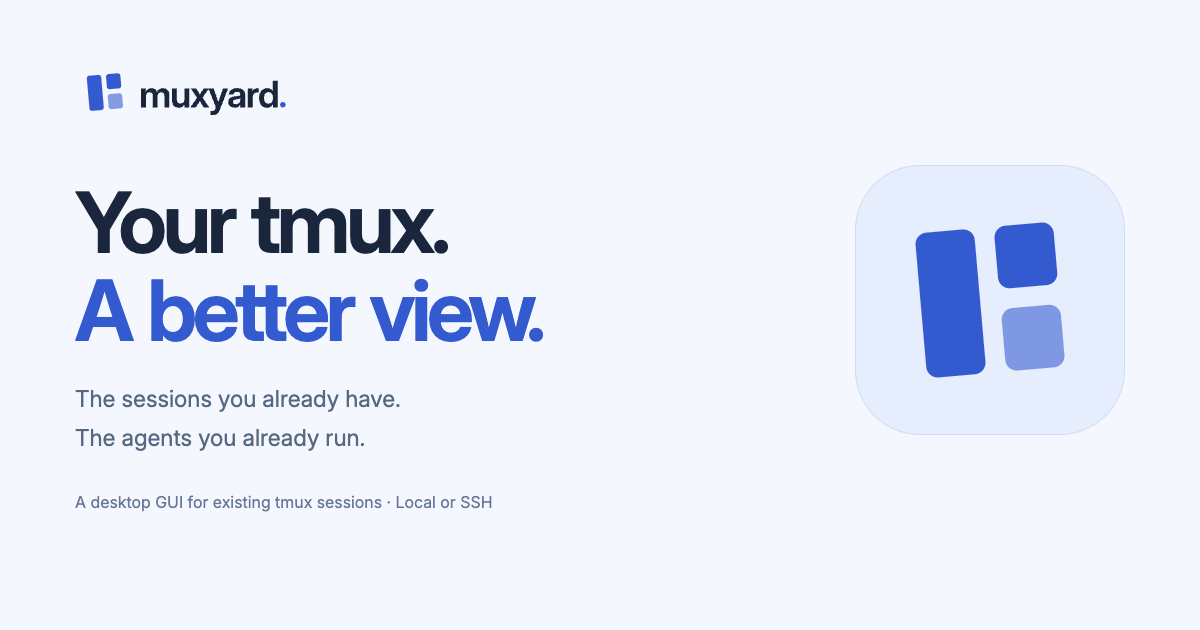 muxyard.
Your tmux.
A better view.
The sessions you already have.
The agents you already run.
A desktop GUI for existing tmux sessions · Local or SSH